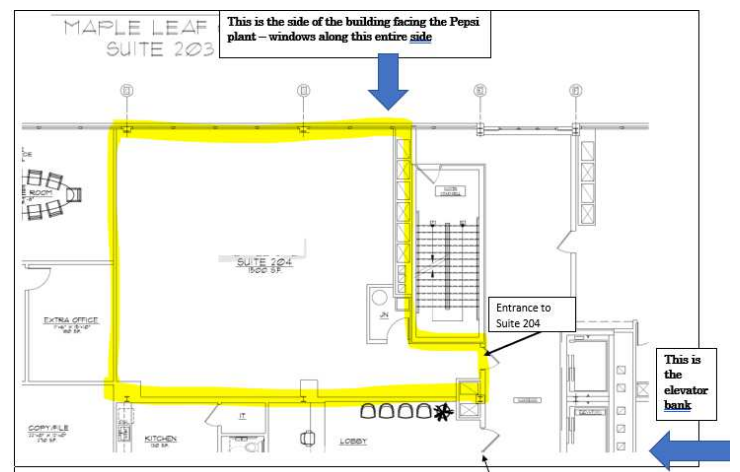 MAPLE LEAF
SUITE 203
This is the side of the building facing the Pepsi
plant – windows along this entire side
ROOM
SUITE 204
1500 S.F.
JN
Entrance to
Suite 204
EXTRA OFFICE
This is
the
elevator
bank
COPY/FILE
KITCHEN
IT
LOBBY